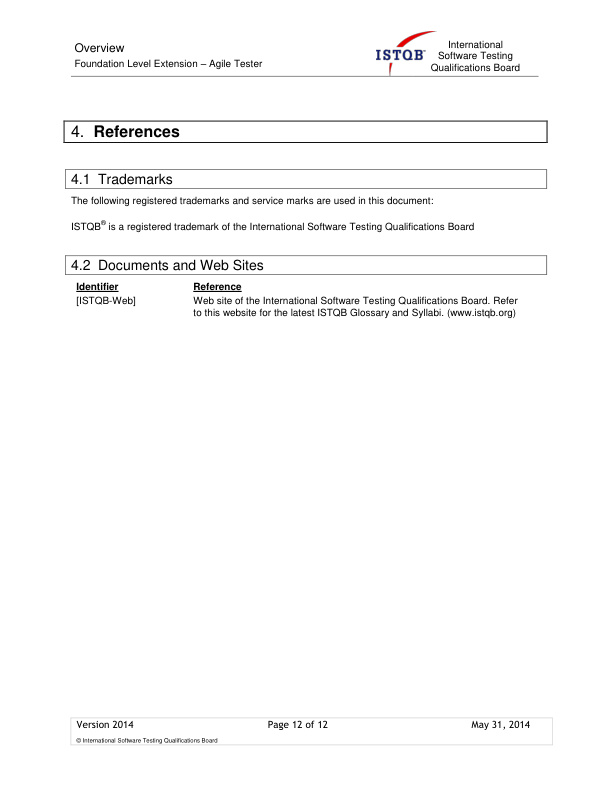 Overview
Foundation Level Extension – Agile Tester
ISTQB®
International
Software Testing
Qualifications Board
4. References
4.1 Trademarks
The following registered trademarks and service marks are used in this document:
ISTQB® is a registered trademark of the International Software Testing Qualifications Board
4.2 Documents and Web Sites
Identifier Reference
[ISTQB-Web] Web site of the International Software Testing Qualifications Board. Refer
to this website for the latest ISTQB Glossary and Syllabi. (www.istqb.org)
Version 2014 Page 12 of 12 May 31, 2014
© International Software Testing Qualifications Board